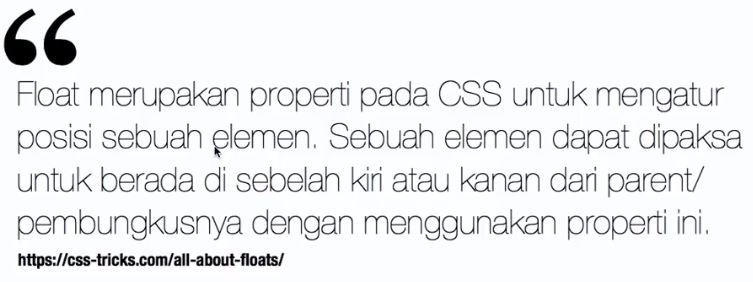 “
Float merupakan properti pada CSS untuk mengatur
posisi sebuah elemen. Sebuah elemen dapat dipaksa
untuk berada di sebelah kiri atau kanan dari parent/
pembungkusnya dengan menggunakan properti ini.
https://css-tricks.com/all-about-floats/